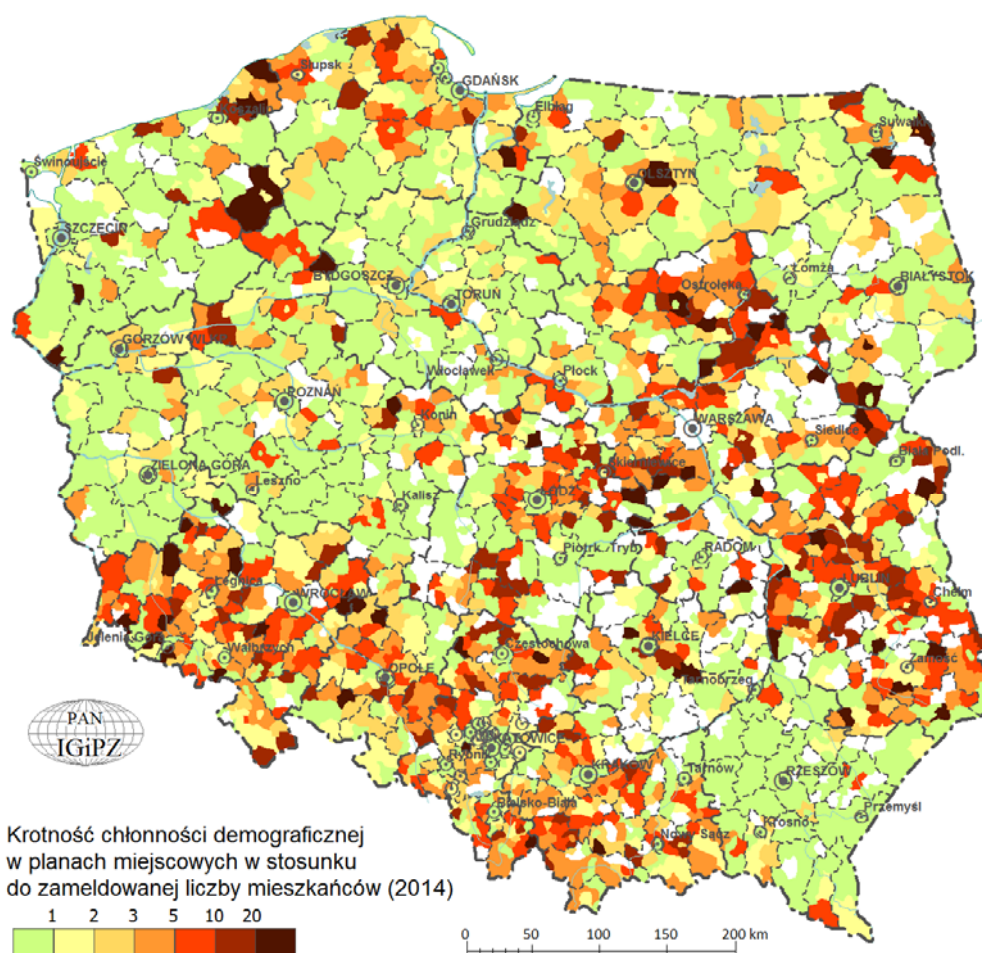 Słupsk
GDAŃSK
Koszalin
Elbląg
Suwałki
Świnoujście
OLSZTYN
SZCZECIN
Grudziądz
Łomża
BYDGOSZCZ
Ostrołęka
BIAŁYSTOK
TORUŃ
GORZÓW WLKP.
Włocławek
Płock
POZNAŃ
Konin
WARSZAWA
Siedlce
Biała Podl.
Skierniewice
ZIELONA GÓRA
Leszno
Kalisz
ŁÓDŹ
Piotrk. Tryb.
RADOM
Legnica
LUBLIN
WROCŁAW
Chełm
Jelenia Góra
KIELCE
Wałbrzych
Częstochowa
Zamość
OPOLE
Tarnobrzeg
PAN
IGiPZ
KATOWICE
Rybnik
KRAKÓW
Tarnów
RZESZÓW
Bielsko-Biała
Przemyśl
Krosno
Nowy Sącz
Krotność chłonności demograficznej
w planach miejscowych w stosunku
do zameldowanej liczby mieszkańców (2014)
1 2 3 5 10 20
0 50 100 150 200 km